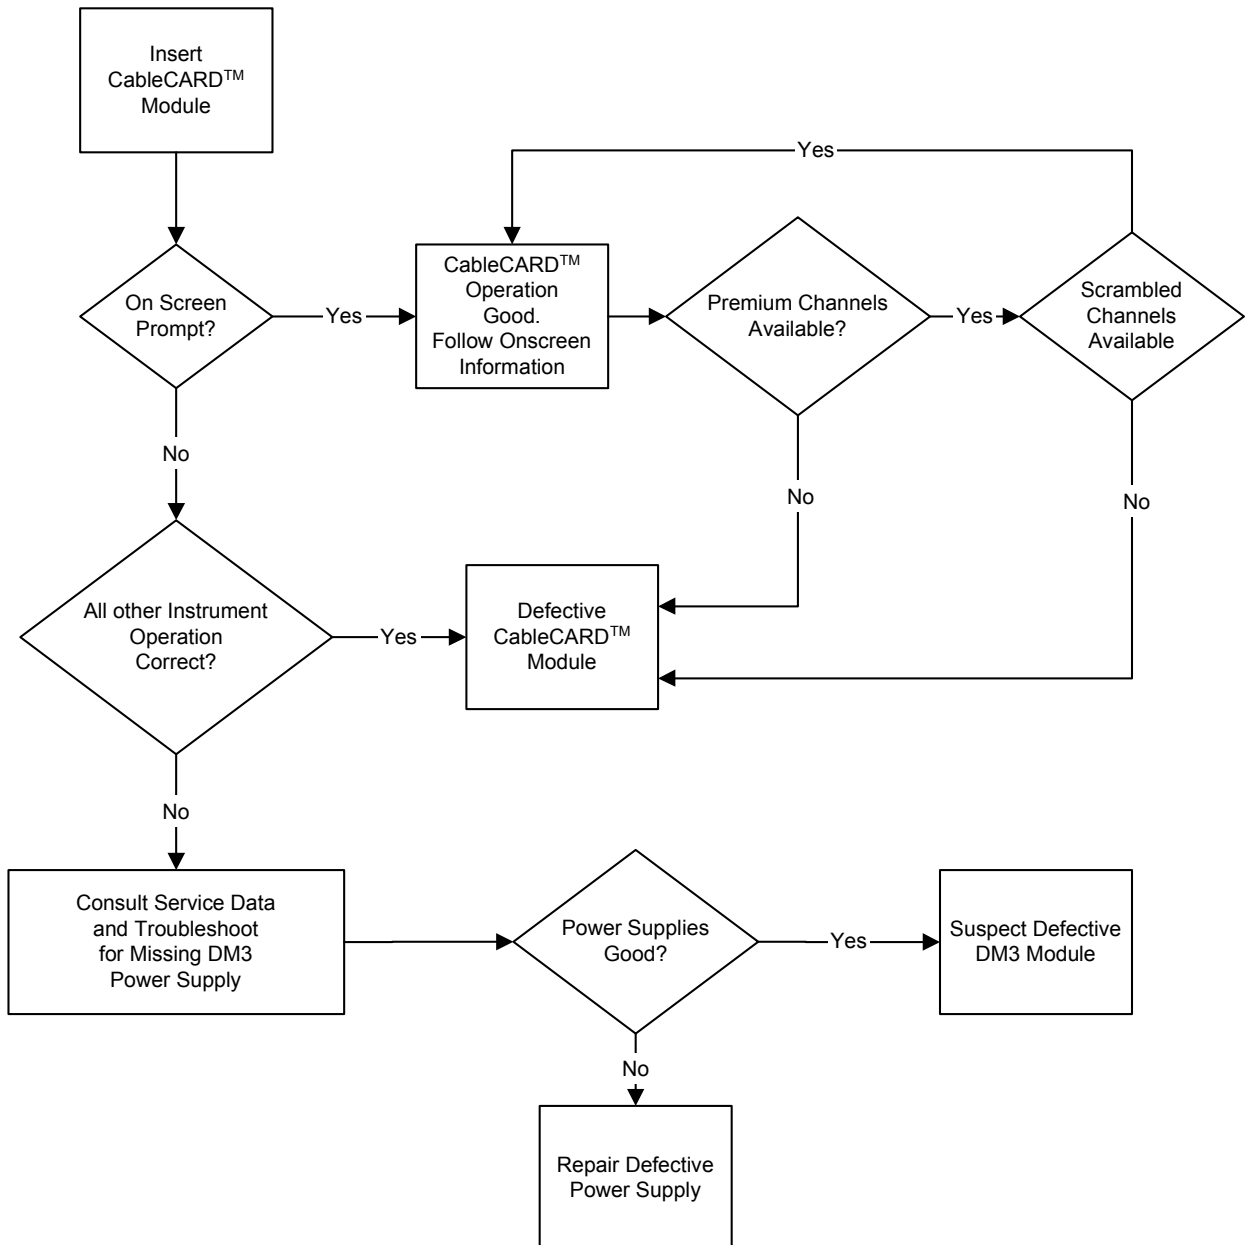 Insert
CableCARD™
Module
Yes
On Screen
Prompt?
Yes
CableCARD™
Operation
Good.
Follow Onscreen
Information
Premium Channels
Available?
Yes
Scrambled
Channels
Available
No
No
No
All other Instrument
Operation
Correct?
Yes
Defective
CableCARD™
Module
No
Consult Service Data
and Troubleshoot
for Missing DM3
Power Supply
Power Supplies
Good?
Yes
Suspect Defective
DM3 Module
No
Repair Defective
Power Supply